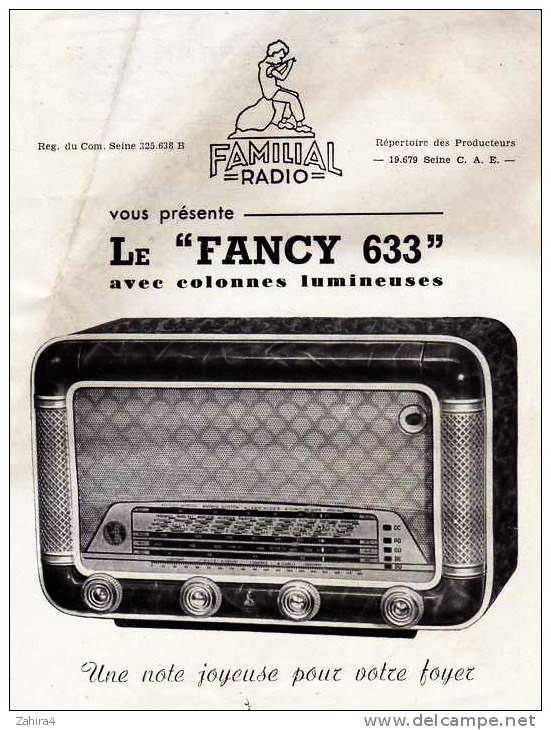 Reg. du Com. Seine 325.638 B
FAMILIAL
=RADIO=
Répertoire des Producteurs
— 19.679 Seine C. A. E. —
vous présente
LE “FANCY 633”
avec colonnes lumineuses
OC
PO
GO
Une note joyeuse pour votre foyer
Zahira4
© delcampe.net